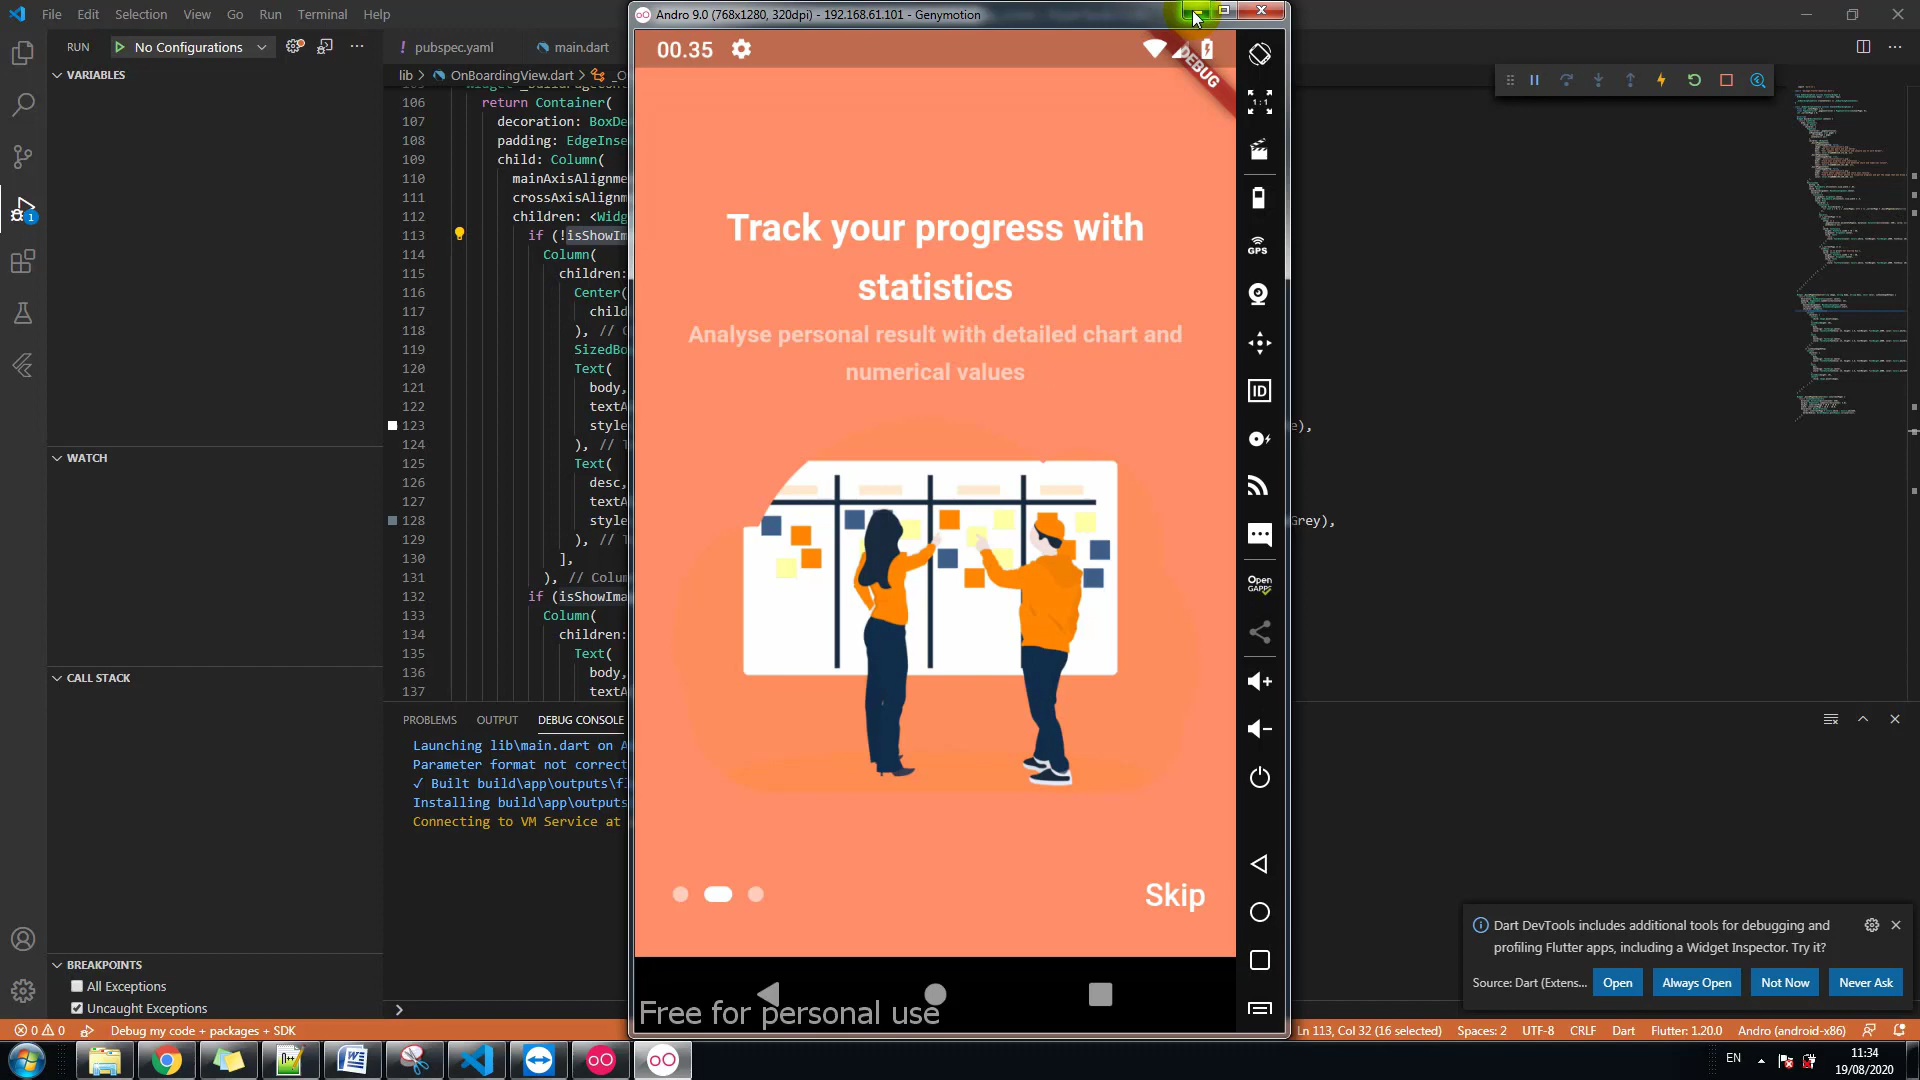 File Edit Selection View Go Run Terminal Help
Andro 9.0 (768x1280, 320dpi) - 192.168.61.101 - Genymotion
RUN No Configurations
pubspec.yaml main.dart
lib > OnBoardingView.dart >
VARIABLES
WATCH
CALL STACK
BREAKPOINTS
All Exceptions
Uncaught Exceptions
106 return Container(
107 decoration: BoxDe
108 padding: EdgeInse
109 child: Column(
110 mainAxisAlignme
111 crossAxisAlignm
112 children: <Widg
113 if (!isShowIm
114 Column(
115 children:
116 Center(
117 child
118 ), // C
119 SizedBo
120 Text(
121 body,
122 textA
123 style e),
124 ), // T
125 Text(
126 desc,
127 textA
128 style Grey),
129 ), // T
130 ],
131 ), // Colum
132 if (isShowIma
133 Column(
134 children:
135 Text(
136 body,
137 textA
PROBLEMS OUTPUT DEBUG CONSOLE
Launching lib\main.dart on A
Parameter format not correct
✓ Built build\app\outputs\fl
Installing build\app\outputs
Connecting to VM Service at
00.35
DEBUG
Track your progress with
statistics
Analyse personal result with detailed chart and
numerical values
Skip
Free for personal use
1:1
GPS
ID
Open
GAPPS
Dart DevTools includes additional tools for debugging and
profiling Flutter apps, including a Widget Inspector. Try it?
Source: Dart (Extens... Open Always Open Not Now Never Ask
0 0 Debug my code + packages + SDK
Ln 113, Col 32 (16 selected) Spaces: 2 UTF-8 CRLF Dart Flutter: 1.20.0 Andro (android-x86)
EN
11:34
19/08/2020